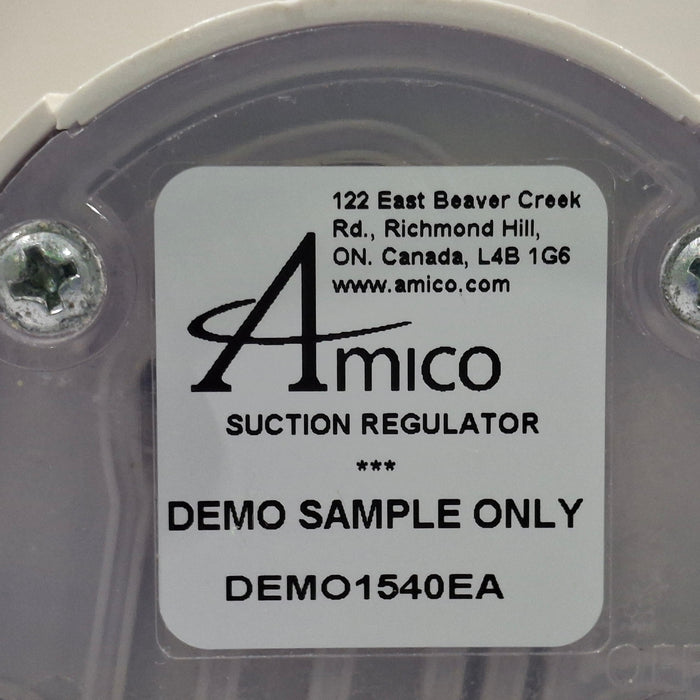 122 East Beaver Creek
Rd., Richmond Hill,
ON. Canada, L4B 1G6
www.amico.com
AMICO
SUCTION REGULATOR
***
DEMO SAMPLE ONLY
DEMO1540EA